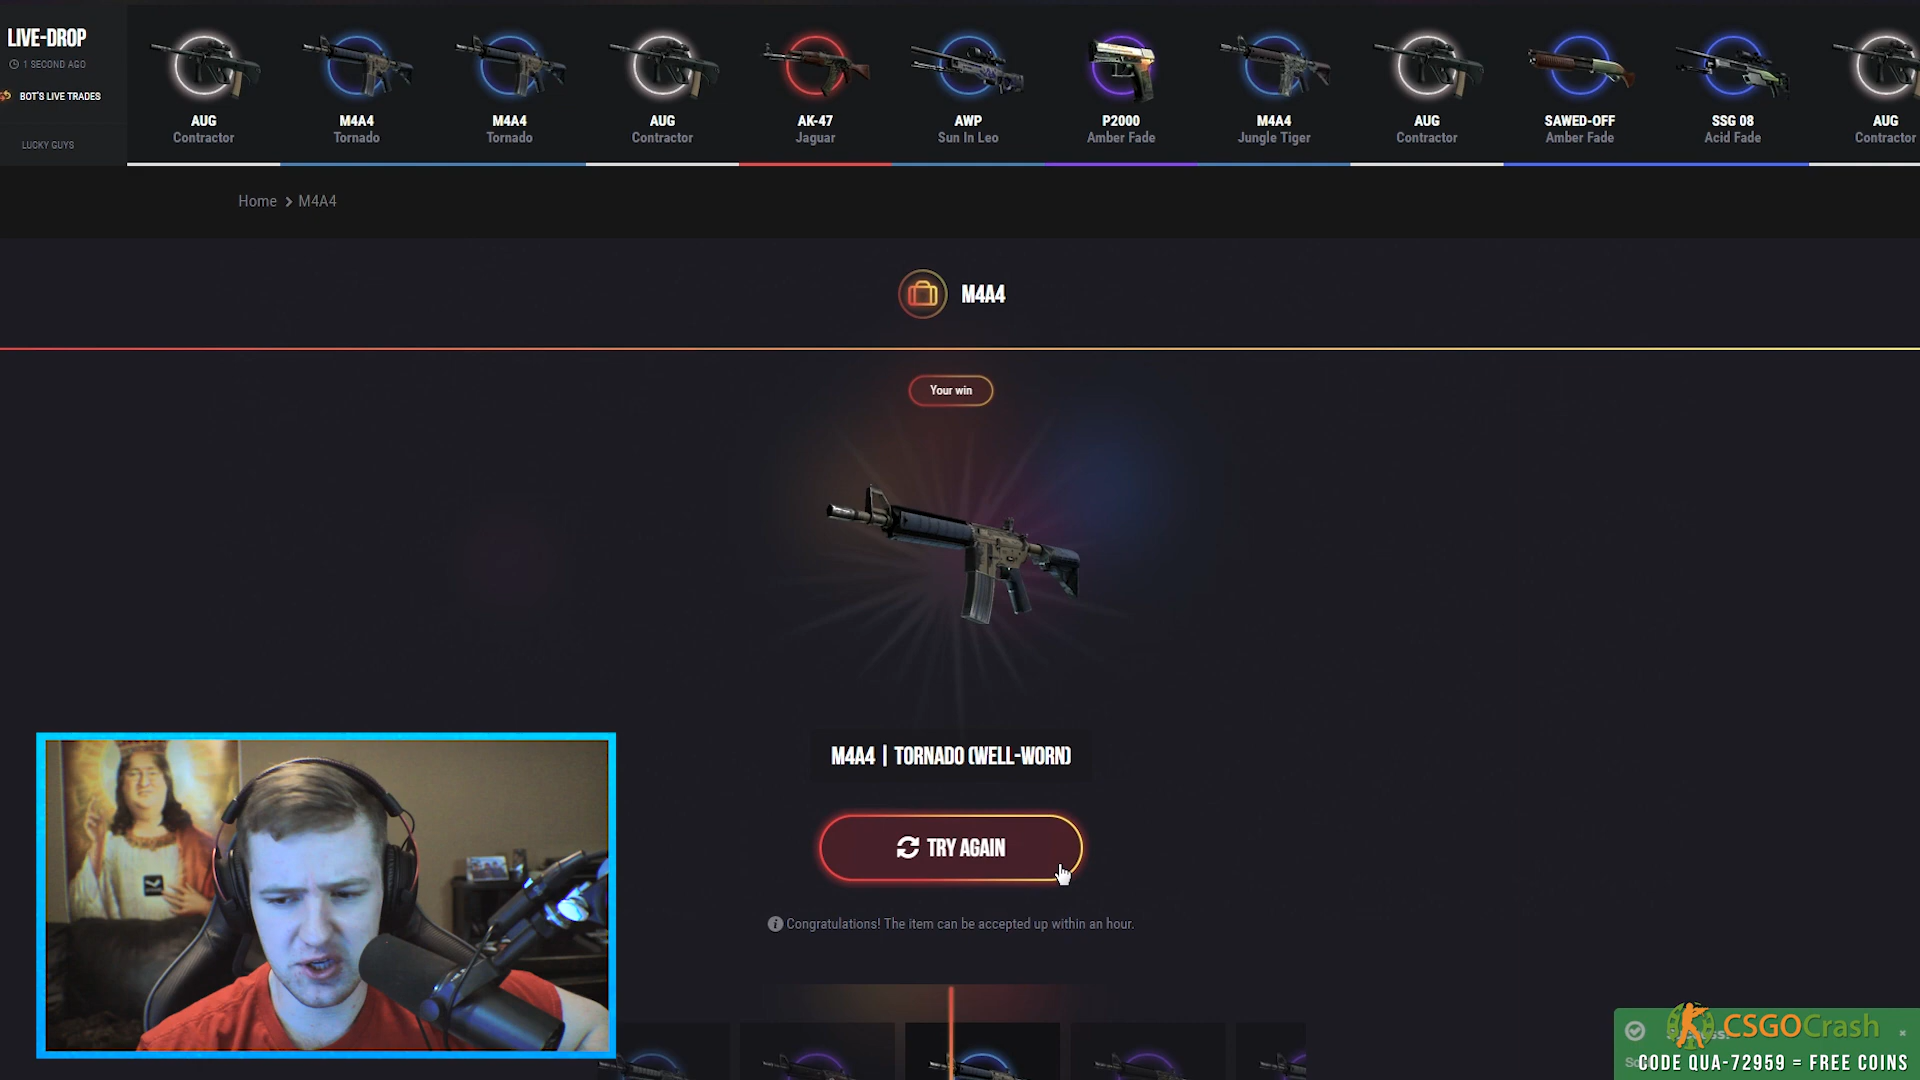 LIVE-DROP
1 SECOND AGO
BOT'S LIVE TRADES
LUCKY GUYS
AUG
Contractor
M4A4
Tornado
M4A4
Tornado
AUG
Contractor
AK-47
Jaguar
AWP
Sun In Leo
P2000
Amber Fade
M4A4
Jungle Tiger
AUG
Contractor
SAWED-OFF
Amber Fade
SSG 08
Acid Fade
AUG
Contractor
Home > M4A4
M4A4
Your win
M4A4 | TORNADO (WELL-WORN)
TRY AGAIN
Congratulations! The item can be accepted up within an hour.
CSGOCrash
CODE QUA-72959 = FREE COINS